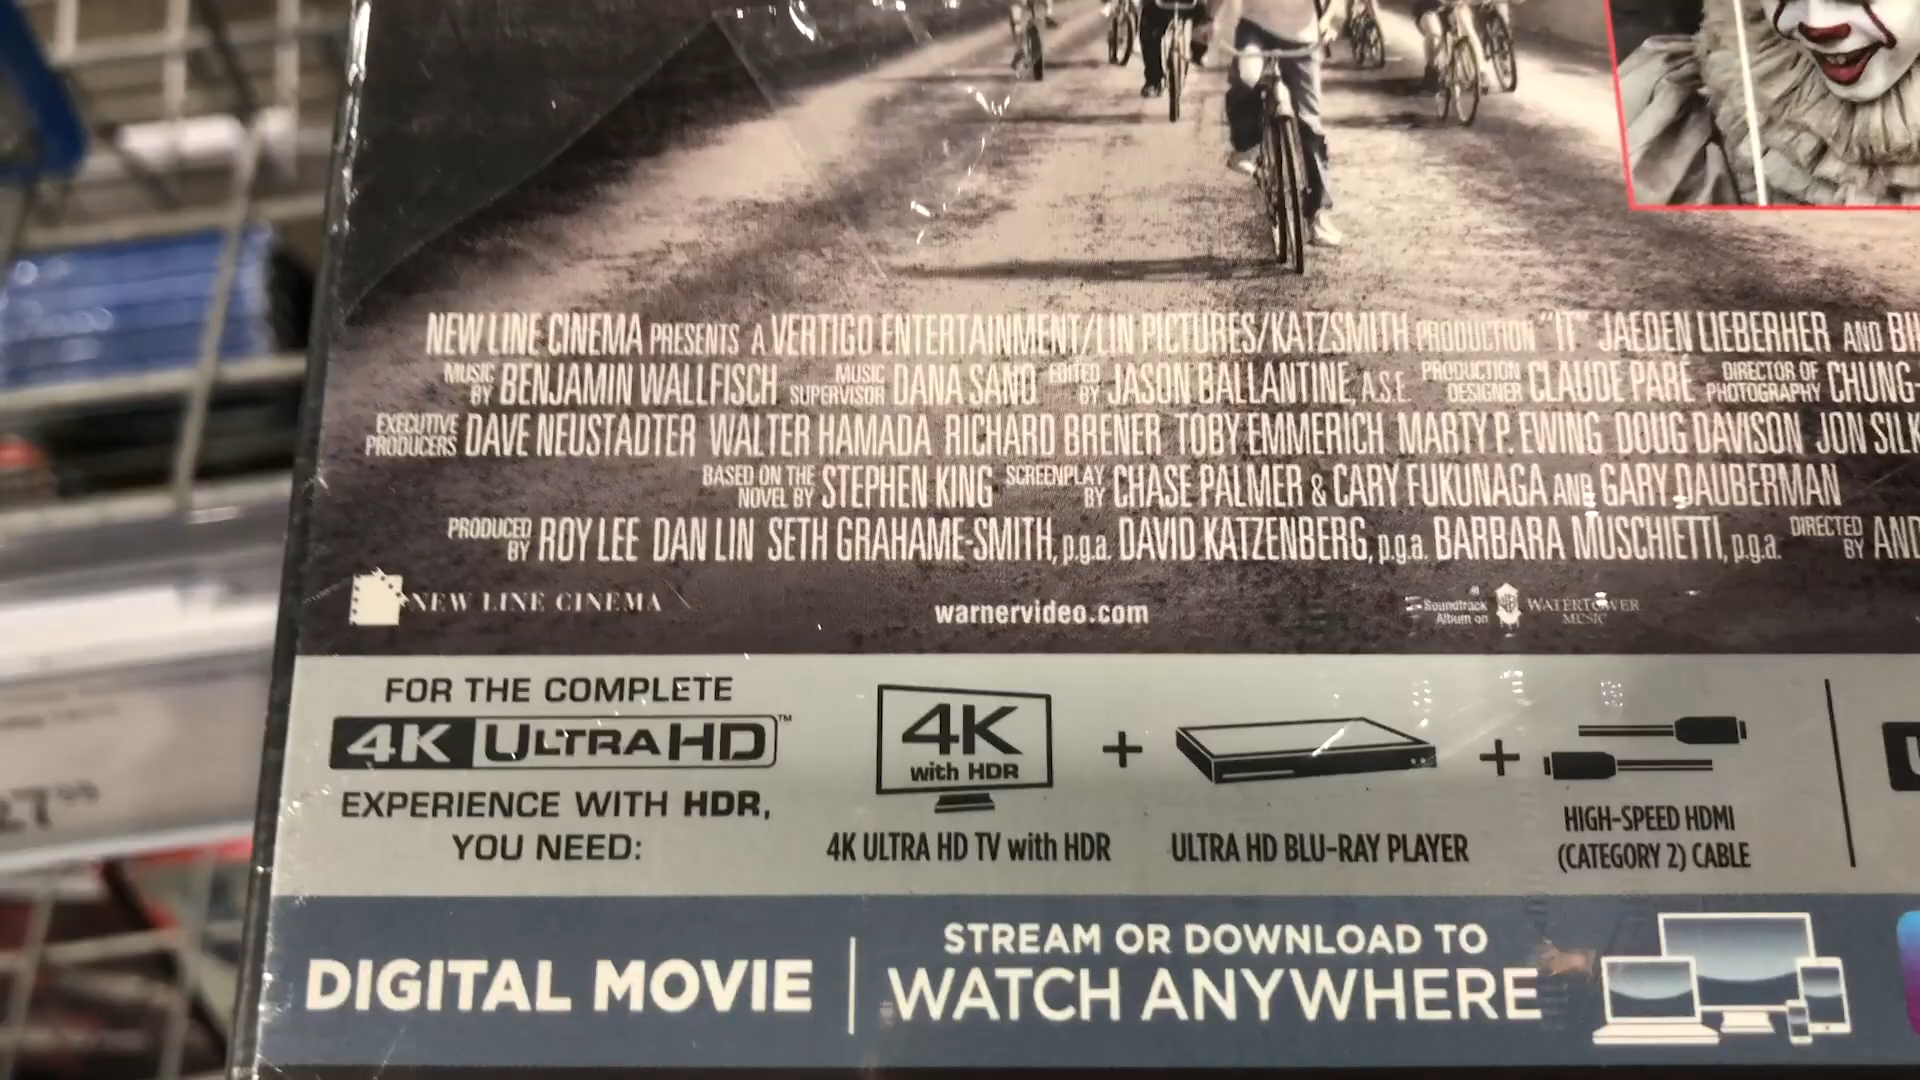 NEW LINE CINEMA PRESENTS A VERTIGO ENTERTAINMENT/LIN PICTURES/KATZSMITH PRODUCTION "IT" JAEDEN LIEBERHER AND
MUSIC BY BENJAMIN WALLFISCH MUSIC SUPERVISOR DANA SANO EDITED BY JASON BALLANTINE, A.S.E. PRODUCTION DESIGNER CLAUDE PARÉ DIRECTOR OF PHOTOGRAPHY CHUNG-
EXECUTIVE PRODUCERS DAVE NEUSTADTER WALTER HAMADA RICHARD BRENER TOBY EMMERICH MARTY P. EWING DOUG DAVISON JON SILK
BASED ON THE NOVEL BY STEPHEN KING SCREENPLAY BY CHASE PALMER & CARY FUKUNAGA AND GARY DAUBERMAN
PRODUCED BY ROY LEE DAN LIN SETH GRAHAME-SMITH, p.g.a. DAVID KATZENBERG, p.g.a. BARBARA MUSCHIETTI, p.g.a. DIRECTED BY AND
NEW LINE CINEMA
warnervideo.com
Soundtrack Album on WATERTOWER MUSIC
FOR THE COMPLETE
4K ULTRA HD™
EXPERIENCE WITH HDR,
YOU NEED:
4K
with HDR
4K ULTRA HD TV with HDR
+
ULTRA HD BLU-RAY PLAYER
+
HIGH-SPEED HDMI
(CATEGORY 2) CABLE
DIGITAL MOVIE
STREAM OR DOWNLOAD TO
WATCH ANYWHERE